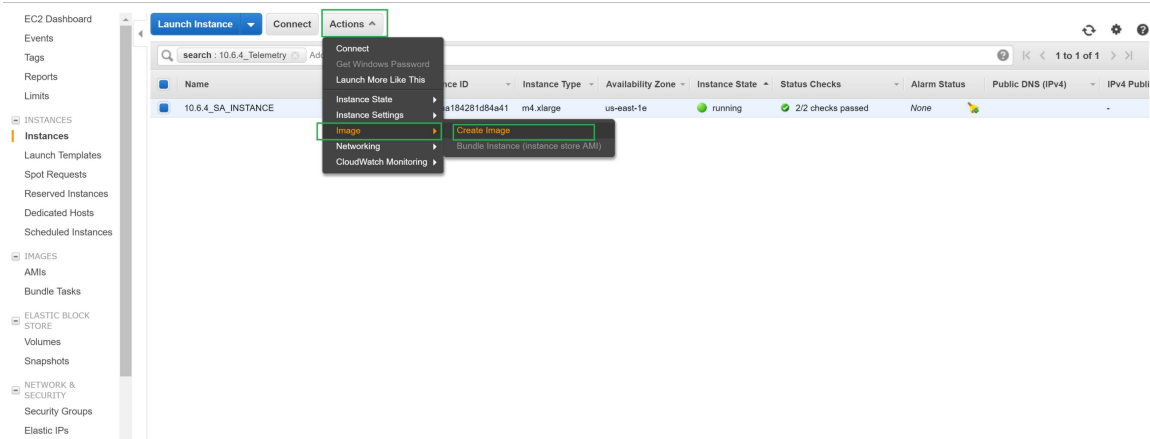 EC2 Dashboard
Events
Tags
Reports
Limits
INSTANCES
Instances
Launch Templates
Spot Requests
Reserved Instances
Dedicated Hosts
Scheduled Instances
IMAGES
AMIs
Bundle Tasks
ELASTIC BLOCK
STORE
Volumes
Snapshots
NETWORK &
SECURITY
Security Groups
Elastic IPs
Launch Instance Connect Actions
search : 10.6.4_Telemetry
1 to 1 of 1
Name nce ID Instance Type Availability Zone Instance State Status Checks Alarm Status Public DNS (IPv4) IPv4 Publi
10.6.4_SA_INSTANCE a184281d84a41 m4.xlarge us-east-1e running 2/2 checks passed None -
Connect
Get Windows Password
Launch More Like This
Instance State
Instance Settings
Image
Networking
CloudWatch Monitoring
Create Image
Bundle Instance (instance store AMI)